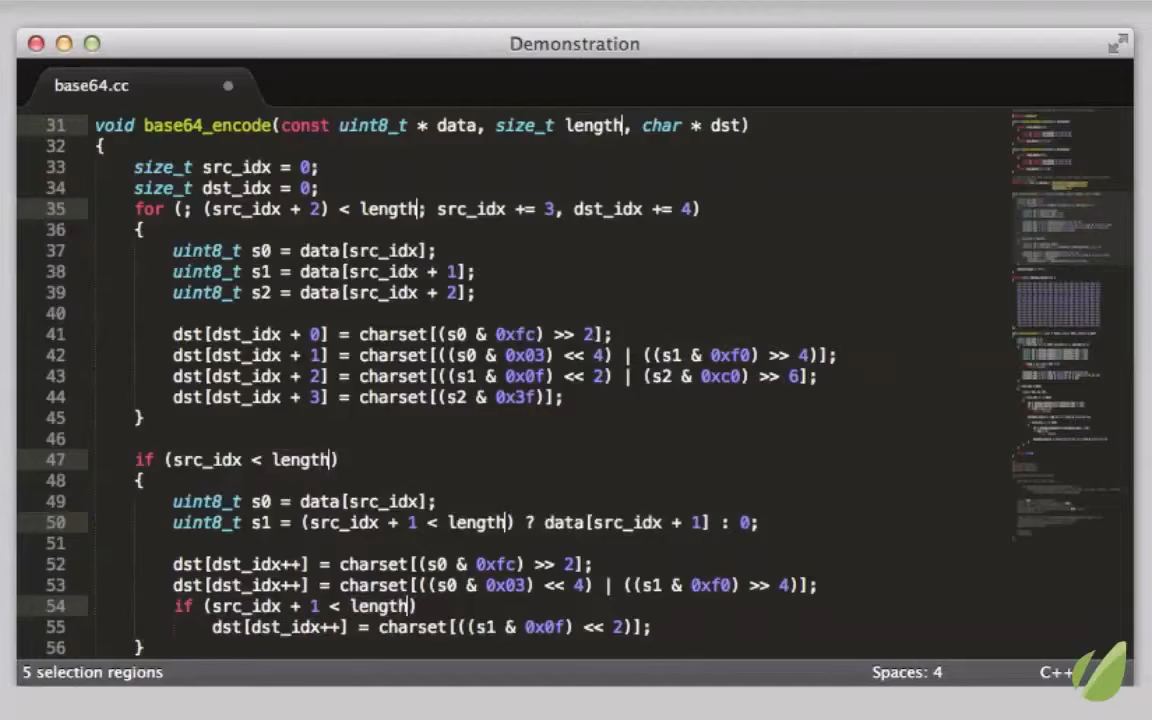 Demonstration
base64.cc
31 void base64_encode(const uint8_t * data, size_t length, char * dst)
32 {
33 size_t src_idx = 0;
34 size_t dst_idx = 0;
35 for (; (src_idx + 2) < length; src_idx += 3, dst_idx += 4)
36 {
37 uint8_t s0 = data[src_idx];
38 uint8_t s1 = data[src_idx + 1];
39 uint8_t s2 = data[src_idx + 2];
40
41 dst[dst_idx + 0] = charset[(s0 & 0xfc) >> 2];
42 dst[dst_idx + 1] = charset[((s0 & 0x03) << 4) | ((s1 & 0xf0) >> 4)];
43 dst[dst_idx + 2] = charset[((s1 & 0x0f) << 2) | (s2 & 0xc0) >> 6];
44 dst[dst_idx + 3] = charset[(s2 & 0x3f)];
45 }
46
47 if (src_idx < length)
48 {
49 uint8_t s0 = data[src_idx];
50 uint8_t s1 = (src_idx + 1 < length) ? data[src_idx + 1] : 0;
51
52 dst[dst_idx++] = charset[(s0 & 0xfc) >> 2];
53 dst[dst_idx++] = charset[((s0 & 0x03) << 4) | ((s1 & 0xf0) >> 4)];
54 if (src_idx + 1 < length)
55 dst[dst_idx++] = charset[((s1 & 0x0f) << 2)];
56 }
5 selection regions Spaces: 4 C++